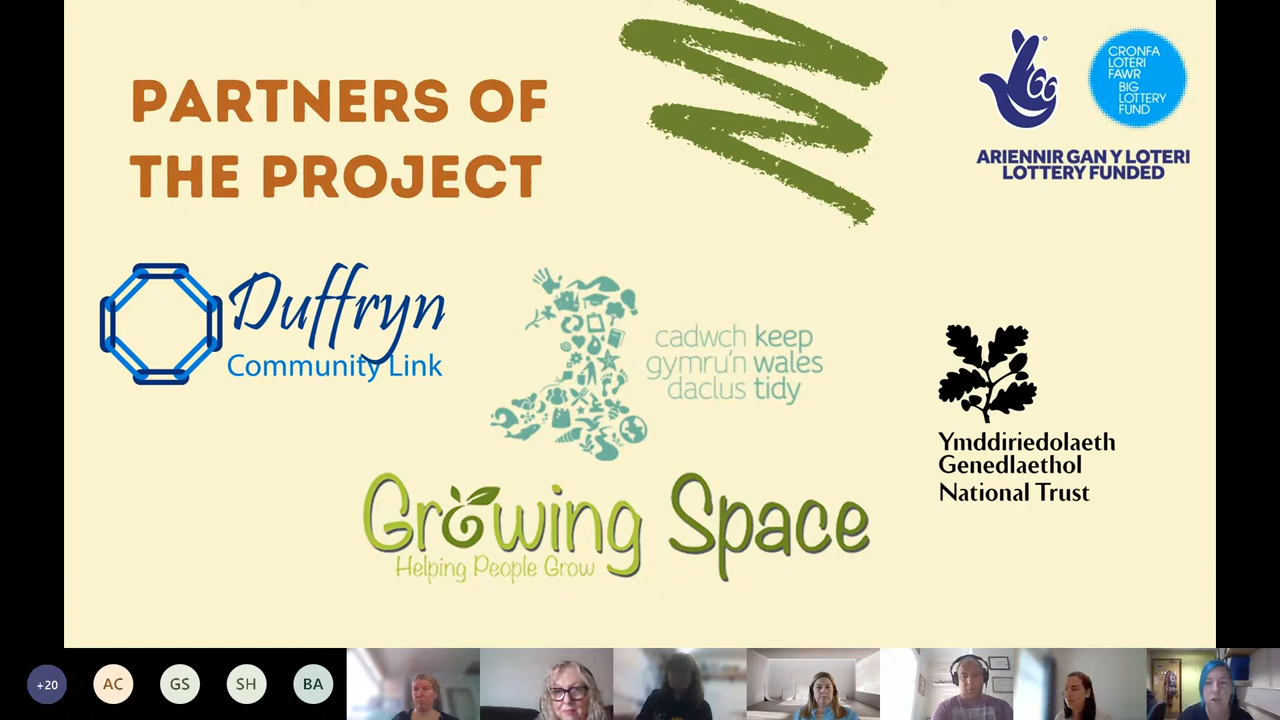 PARTNERS OF
THE PROJECT
CRONFA
LOTERI
FAWR
BIG
LOTTERY
FUND
ARIENNIR GAN Y LOTERI
LOTTERY FUNDED
Duffryn
Community Link
cadwch keep
gymru'n wales
daclus tidy
Ymddiriedolaeth
Genedlaethol
National Trust
Growing Space
Helping People Grow
+20
AC
GS
SH
BA